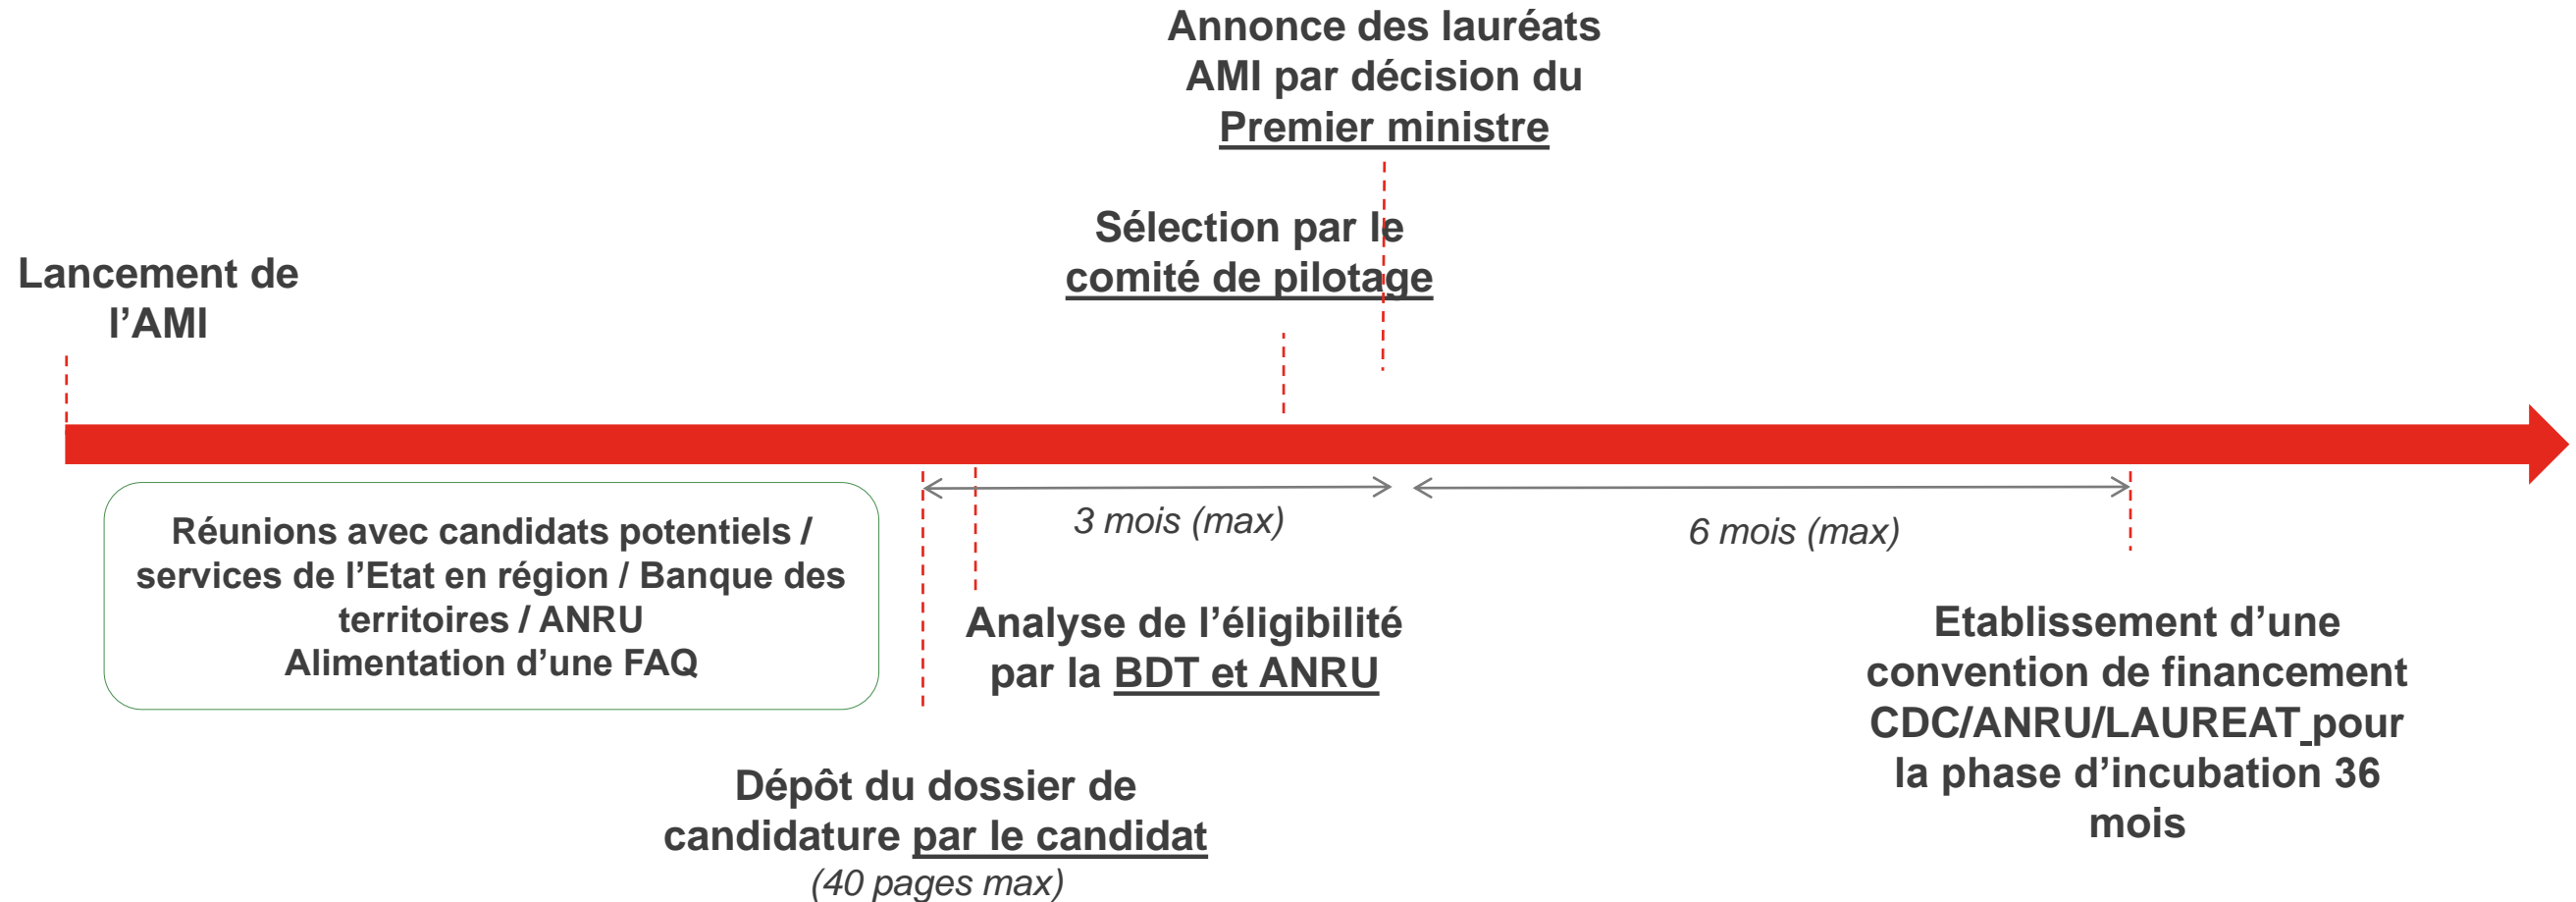 Annonce des lauréats
AMI par décision du
Premier ministre
Sélection par le
comité de pilotage
Lancement de
l’AMI
Réunions avec candidats potentiels /
services de l’Etat en région / Banque des
territoires / ANRU
Alimentation d’une FAQ
3 mois (max)
6 mois (max)
Analyse de l’éligibilité
par la BDT et ANRU
Dépôt du dossier de
candidature par le candidat
(40 pages max)
Etablissement d’une
convention de financement
CDC/ANRU/LAUREAT pour
la phase d’incubation 36
mois